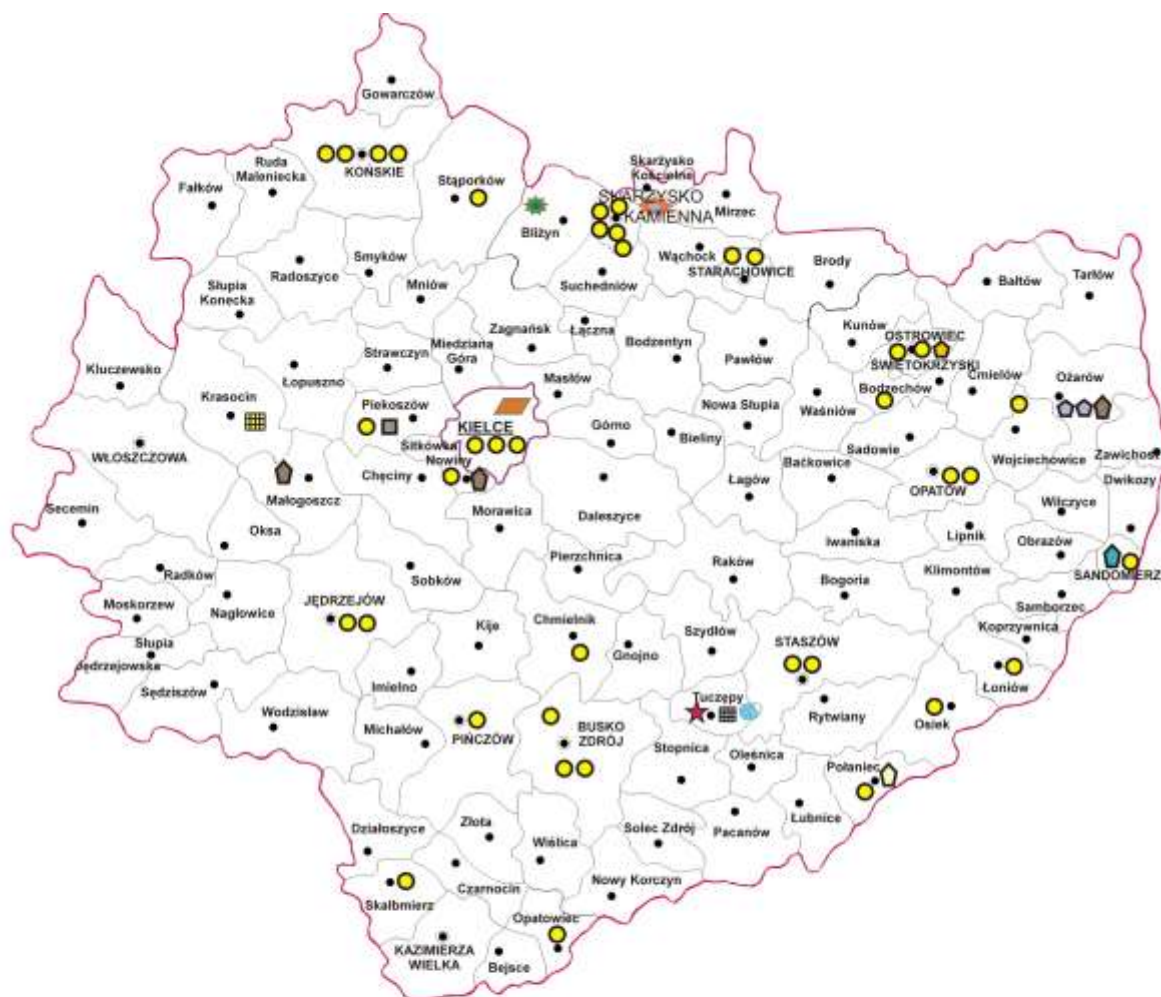 Gowarczów
KOŃSKIE
Ruda
Maleniecka
Fałków
Stąporków
Skarżysko
Kościelne
SKARŻYSKO
KAMIENNA
Mirzec
Bliżyn
Wąchock
STARACHOWICE
Brody
Bałtów
Tarłów
Radoszyce
Smyków
Mniów
Suchedniów
Słupia
Konecka
Zagnańsk
Łączna
Bodzentyn
Pawłów
Kunów
OSTROWIEC
ŚWIĘTOKRZYSKI
Bodzechów
Ćmielów
Ożarów
Kluczewsko
Łopuszno
Strawczyn
Miedziana
Góra
Masłów
Krasocin
Piekoszów
KIELCE
Nowa Słupia
Waśniów
WŁOSZCZOWA
Sitkówka
Nowiny
Górno
Bieliny
Baćkowice
Sadowie
Wojciechowice
Zawichost
Małogoszcz
Chęciny
Morawica
Daleszyce
Łagów
OPATÓW
Dwikozy
Secemin
Oksa
Iwaniska
Lipnik
Wilczyce
Obrazów
Radków
Sobków
Pierzchnica
Raków
Bogoria
Klimontów
SANDOMIERZ
Moskorzew
Nagłowice
JĘDRZEJÓW
Kije
Chmielnik
Gnojno
Szydłów
STASZÓW
Samborzec
Koprzywnica
Słupia
Jędrzejowska
Sędziszów
Imielno
Łoniów
Wodzisław
Michałów
PIŃCZÓW
BUSKO
ZDRÓJ
Tuczępy
Rytwiany
Osiek
Stopnica
Oleśnica
Połaniec
Działoszyce
Złota
Wiślica
Solec Zdrój
Pacanów
Łubnice
Skalbmierz
Czarnocin
Nowy Korczyn
Opatowiec
KAZIMIERZA
WIELKA
Bejsce